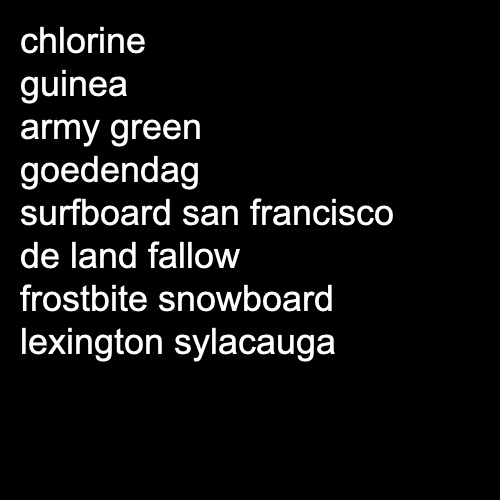 chlorine
guinea
army green
goedendag
surfboard san francisco
de land fallow
frostbite snowboard
lexington sylacauga